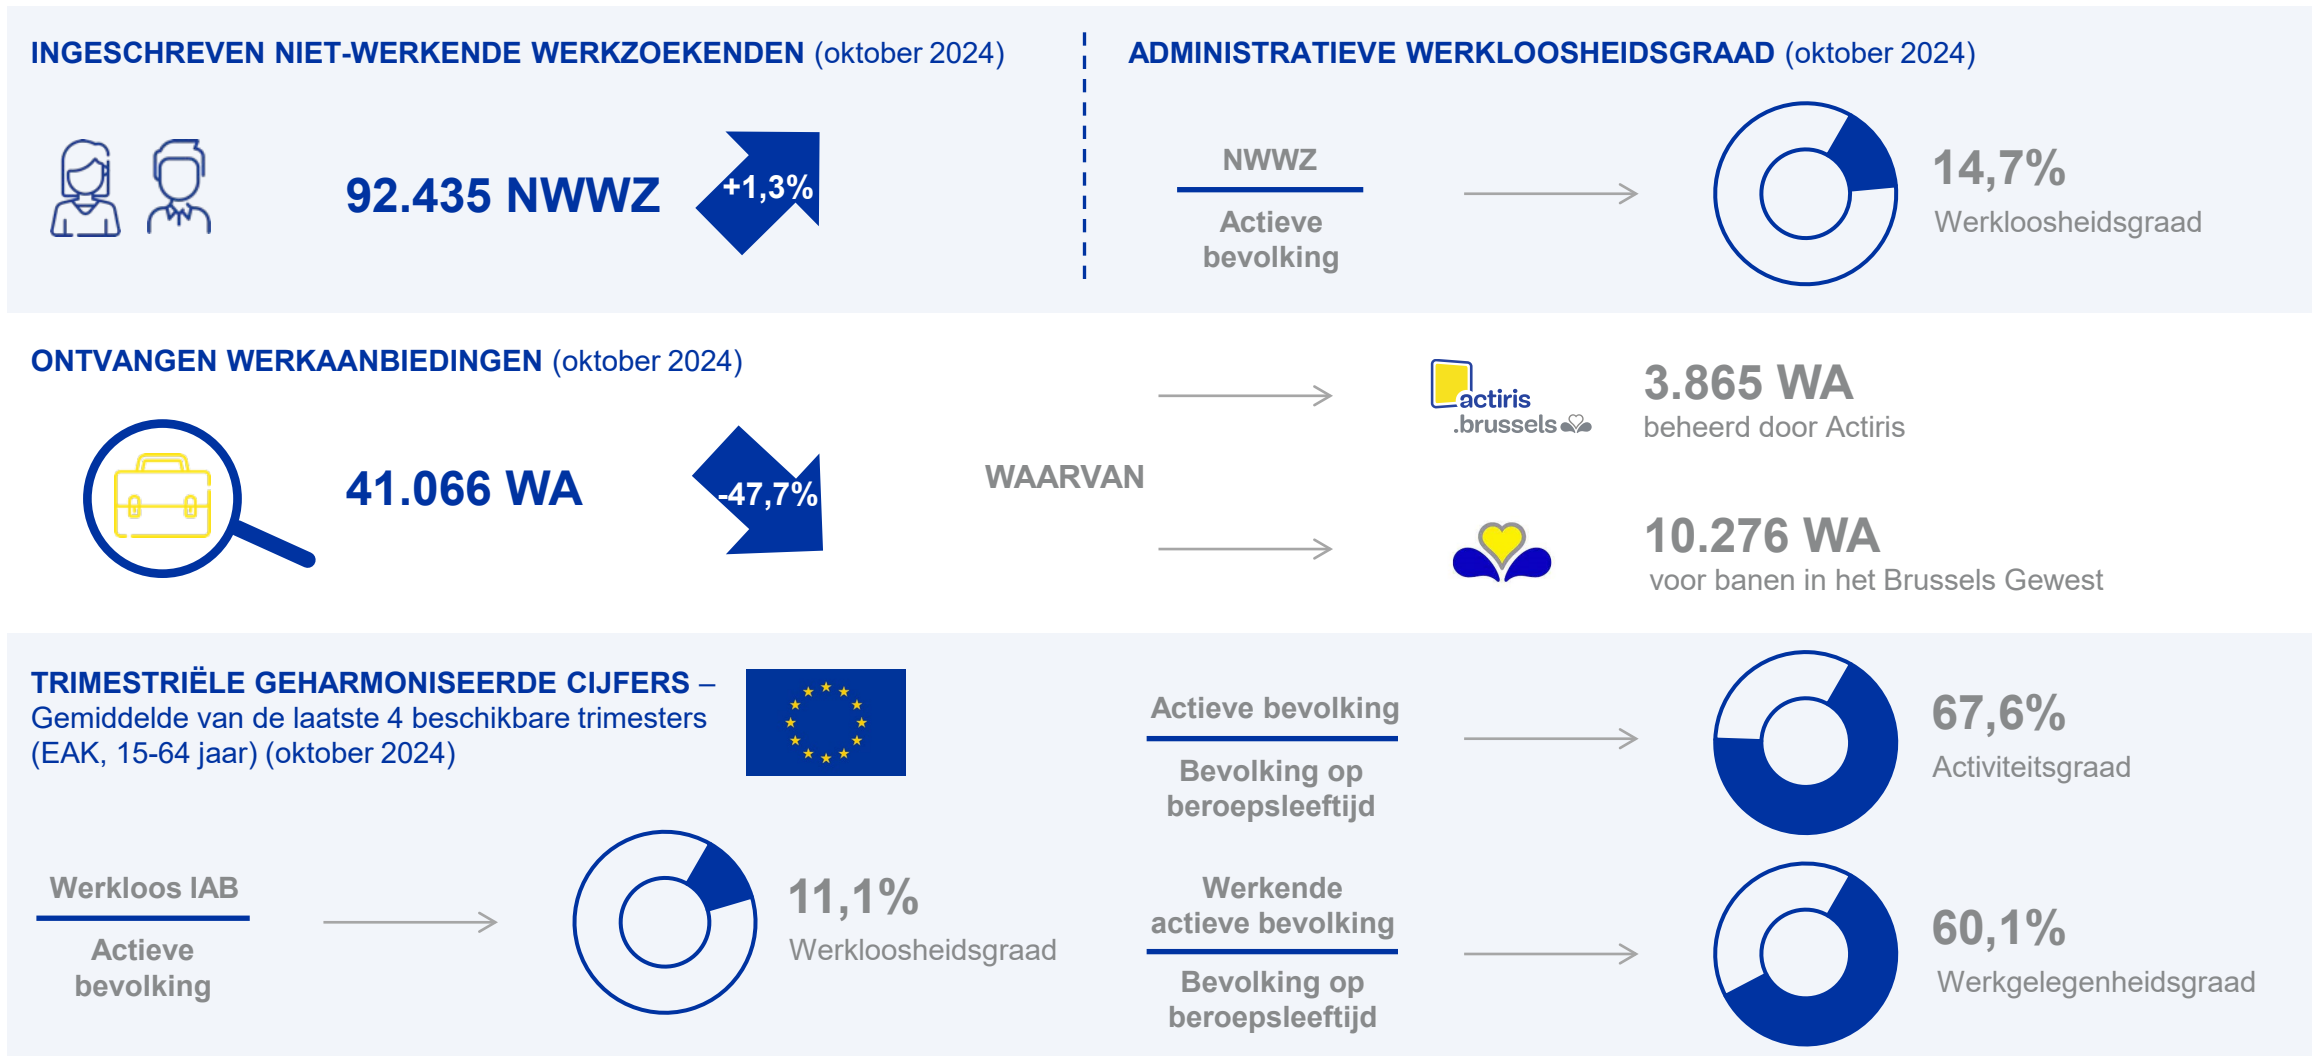 INGESCHREVEN NIET-WERKENDE WERKZOEKENDEN (oktober 2024)
92.435 NWWZ
+1,3%
ADMINISTRATIEVE WERKLOOSHEIDSGRAAD (oktober 2024)
NWWZ
Actieve
bevolking
14,7%
Werkloosheidsgraad
ONTVANGEN WERKAANBIEDINGEN (oktober 2024)
41.066 WA
-47,7%
WAARVAN
actiris
.brussels
3.865 WA
beheerd door Actiris
10.276 WA
voor banen in het Brussels Gewest
TRIMESTRIËLE GEHARMONISEERDE CIJFERS –
Gemiddelde van de laatste 4 beschikbare trimesters
(EAK, 15-64 jaar) (oktober 2024)
Werkloos IAB
Actieve
bevolking
11,1%
Werkloosheidsgraad
Actieve bevolking
Bevolking op
beroepsleeftijd
67,6%
Activiteitsgraad
Werkende
actieve bevolking
Bevolking op
beroepsleeftijd
60,1%
Werkgelegenheidsgraad